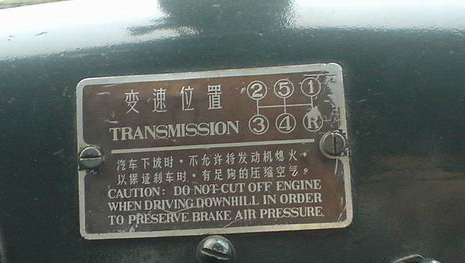 变速位置 ② ⑤ ①
TRANSMISSION ③ ④ Ⓡ
汽车下坡时，不允许将发动机熄火，
以保证刹车时，有足夠的压缩空气。
CAUTION: DO NOT CUT OFF ENGINE
WHEN DRIVING DOWNHILL IN ORDER
TO PRESERVE BRAKE AIR PRESSURE.